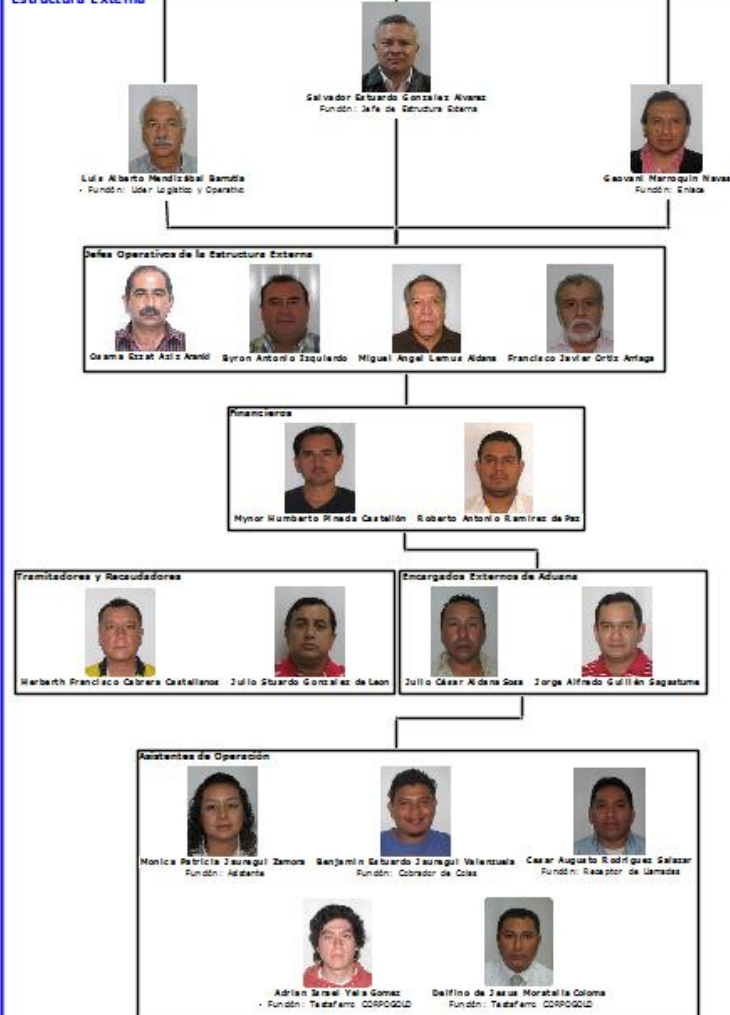 Estructura Externa
Salvador Estuardo Gonzalez Alvarez
Función: Jefe de Estructura Externa
Luis Alberto Mendizábal Barrutia
- Función: Lider Logístico y Operativo
Geovani Marroquin Navas
Función: Enlace
Jefes Operativos de la Estructura Externa
Osama Ezzat Aziz Aranki
Byron Antonio Izquierdo
Miguel Angel Lemus Aldana
Francisco Javier Ortiz Arriaga
Financieros
Mynor Humberto Pineda Castellón
Roberto Antonio Ramirez de Paz
Tramitadores y Recaudadores
Herberth Francisco Cabrera Castellanos
Julio Stuardo Gonzalez de Leon
Encargados Externos de Aduana
Julio César Aldana Sosa
Jorge Alfredo Guillén Sagastume
Asistentes de Operación
Monica Patricia Jauregui Zamora
Función: Asistente
Benjamin Estuardo Jauregui Valenzuela
Función: Cobrador de Colas
Cesar Augusto Rodriguez Salazar
Función: Receptor de Llamadas
Adrian Ismael Yela Gomez
- Función: Testaferro CORPOGOLD
Delfino de Jesus Morataila Coloma
Función: Testaferro CORPOGOLD